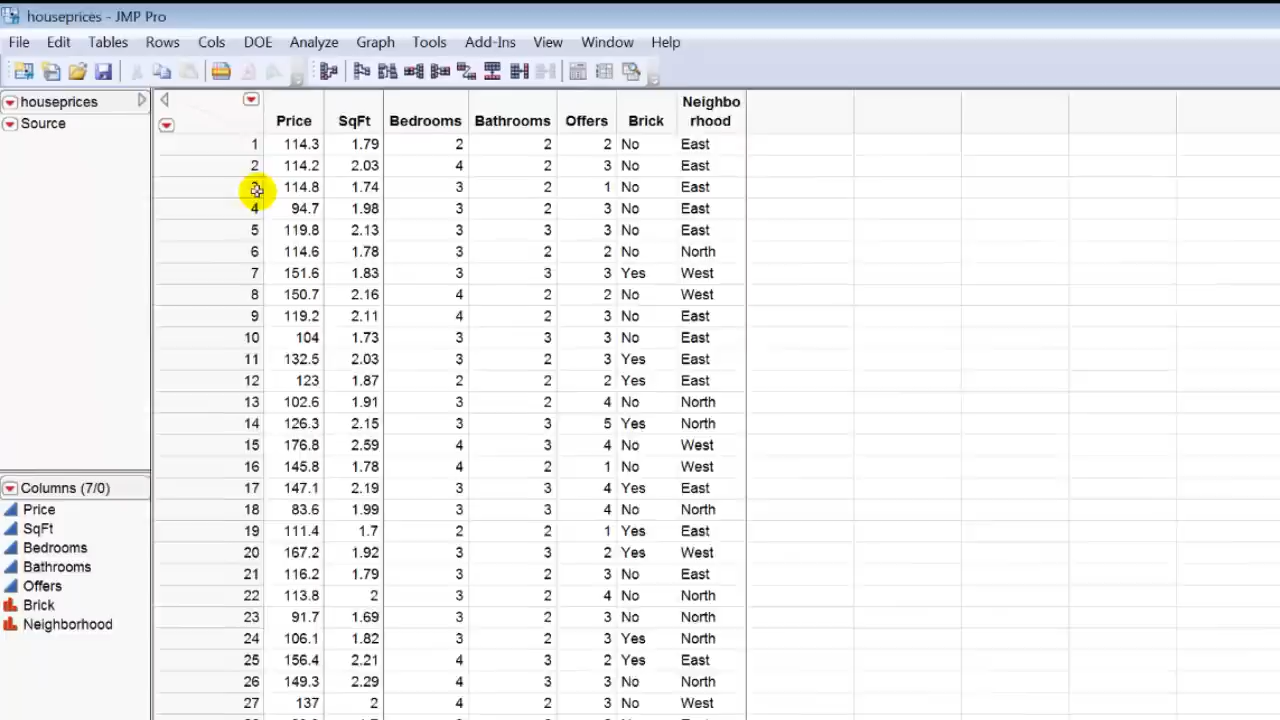 houseprices - JMP Pro
File Edit Tables Rows Cols DOE Analyze Graph Tools Add-Ins View Window Help
houseprices
Source
Price SqFt Bedrooms Bathrooms Offers Brick Neighbo
rhood
1 114.3 1.79 2 2 2 No East
2 114.2 2.03 4 2 3 No East
3 114.8 1.74 3 2 1 No East
4 94.7 1.98 3 2 3 No East
5 119.8 2.13 3 3 3 No East
6 114.6 1.78 3 2 2 No North
7 151.6 1.83 3 3 3 Yes West
8 150.7 2.16 4 2 2 No West
9 119.2 2.11 4 2 3 No East
10 104 1.73 3 3 3 No East
11 132.5 2.03 3 2 3 Yes East
12 123 1.87 2 2 2 Yes East
13 102.6 1.91 3 2 4 No North
14 126.3 2.15 3 3 5 Yes North
15 176.8 2.59 4 3 4 No West
16 145.8 1.78 4 2 1 No West
17 147.1 2.19 3 3 4 Yes East
18 83.6 1.99 3 3 4 No North
19 111.4 1.7 2 2 1 Yes East
20 167.2 1.92 3 3 2 Yes West
21 116.2 1.79 3 2 3 No East
22 113.8 2 3 2 4 No North
23 91.7 1.69 3 2 3 No North
24 106.1 1.82 3 2 3 Yes North
25 156.4 2.21 4 3 2 Yes East
26 149.3 2.29 4 3 3 No North
27 137 2 4 2 3 No West
Columns (7/0)
Price
SqFt
Bedrooms
Bathrooms
Offers
Brick
Neighborhood